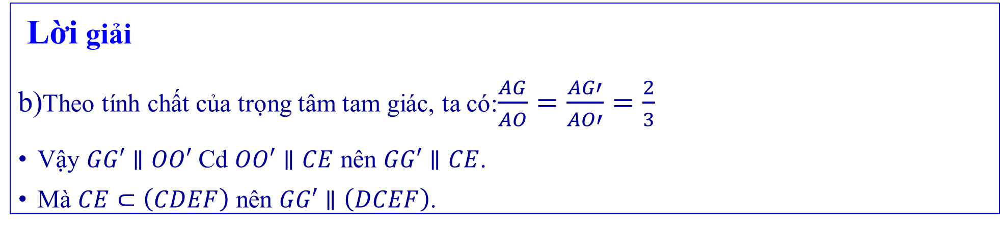 Lời giải
b)Theo tính chất của trọng tâm tam giác, ta có: AG/AO = AG′/AO′ = 2/3
• Vậy GG′ ∥ OO′ Cd OO′ ∥ CE nên GG′ ∥ CE.
• Mà CE ⊂ (CDEF) nên GG′ ∥ (DCEF).